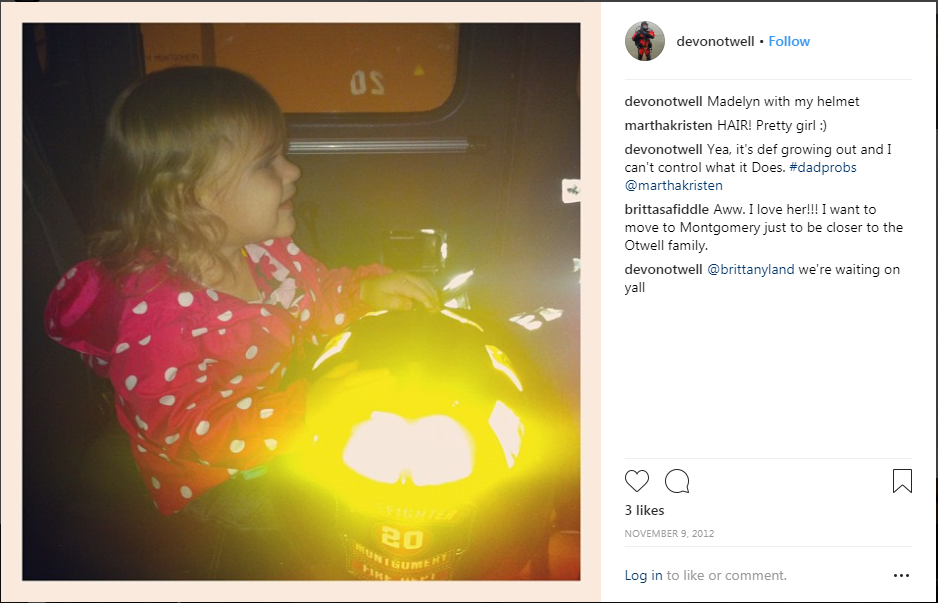 devonotwell • Follow
devonotwell Madelyn with my helmet
marthakristen HAIR! Pretty girl :)
devonotwell Yea, it's def growing out and I
can't control what it Does. #dadprobs
@marthakristen
brittasafiddle Aww. I love her!!! I want to
move to Montgomery just to be closer to the
Otwell family.
devonotwell @brittanyland we're waiting on
yall
MONTGOMERY
20
FIGHTER
20
MONTGOMERY
FIRE DEPT
3 likes
NOVEMBER 9, 2012
Log in to like or comment.